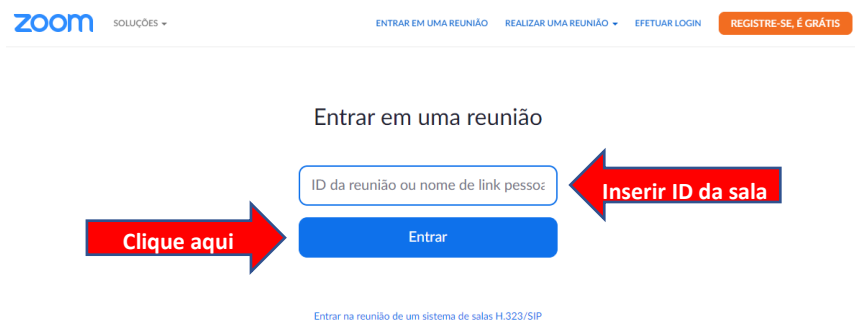 zoom SOLUÇÕES ENTRAR EM UMA REUNIÃO REALIZAR UMA REUNIÃO EFETUAR LOGIN REGISTRE-SE, É GRÁTIS
Entrar em uma reunião
ID da reunião ou nome de link pessoa
Inserir ID da sala
Clique aqui
Entrar
Entrar na reunião de um sistema de salas H.323/SIP